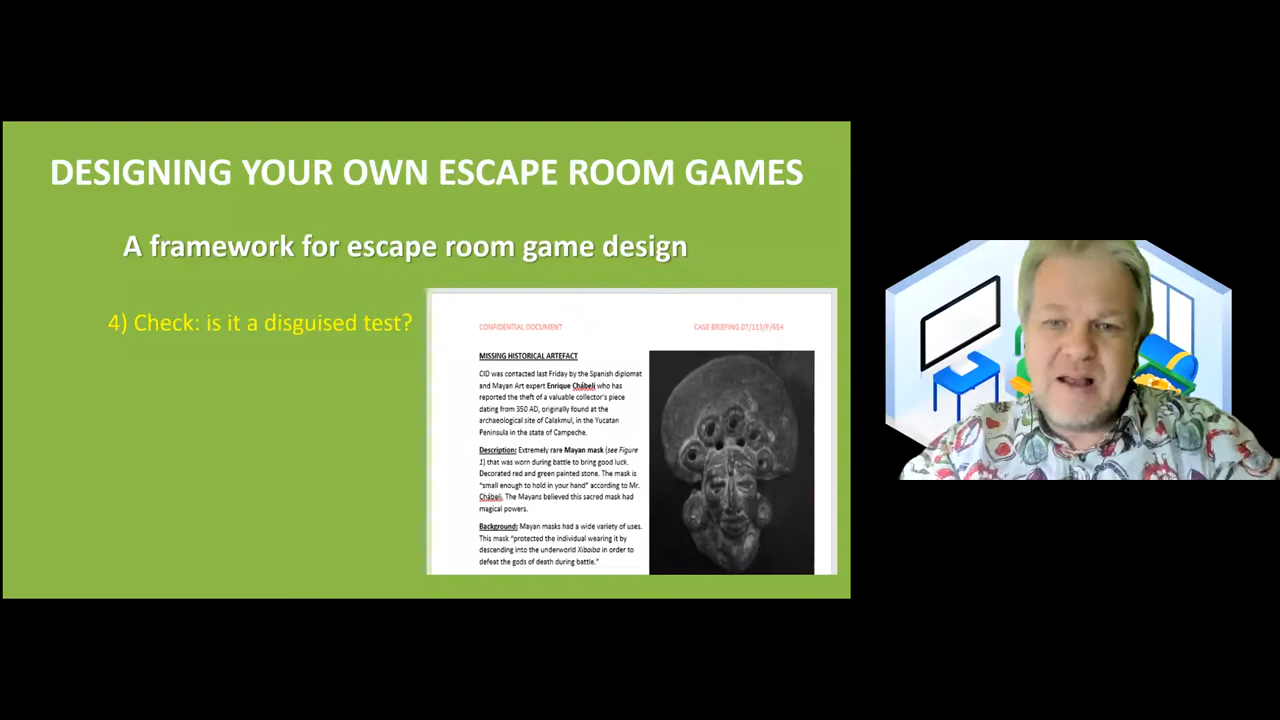 DESIGNING YOUR OWN ESCAPE ROOM GAMES
A framework for escape room game design
4) Check: is it a disguised test?
CONFIDENTIAL DOCUMENT
CASE BRIEFING 07/113/F/654
MISSING HISTORICAL ARTEFACT
CID was contacted last Friday by the Spanish diplomat
and Mayan Art expert Enrique Chábeli who has
reported the theft of a valuable collector's piece
dating from 350 AD, originally found at the
archaeological site of Calakmul, in the Yucatan
Peninsula in the state of Campeche.
Description: Extremely rare Mayan mask (see Figure
1) that was worn during battle to bring good luck.
Decorated red and green painted stone. The mask is
"small enough to hold in your hand" according to Mr.
Chábeli. The Mayans believed this sacred mask had
magical powers.
Background: Mayan masks had a wide variety of uses.
This mask "protected the individual wearing it by
descending into the underworld Xibalba in order to
defeat the gods of death during battle."